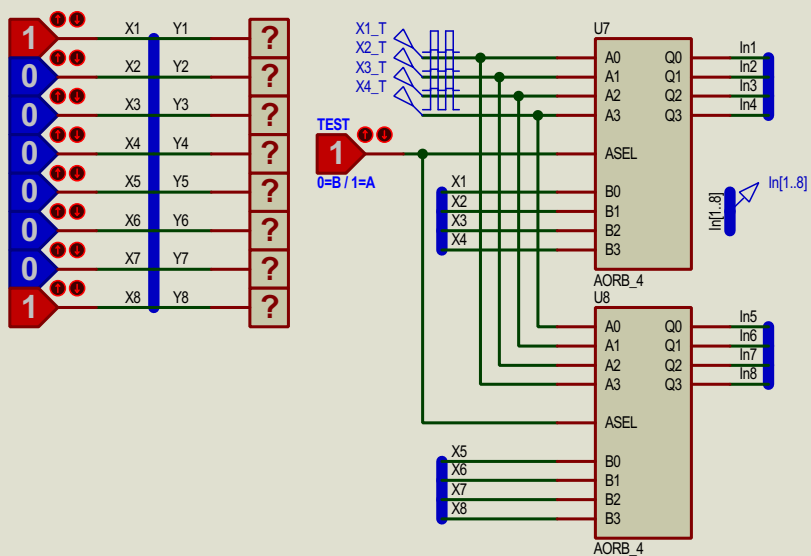 1 X1 Y1 ?
0 X2 Y2 ?
0 X3 Y3 ?
0 X4 Y4 ?
0 X5 Y5 ?
0 X6 Y6 ?
0 X7 Y7 ?
1 X8 Y8 ?
X1_T
X2_T
X3_T
X4_T
TEST
1
0=B / 1=A
U7
A0 Q0 In1
A1 Q1 In2
A2 Q2 In3
A3 Q3 In4
ASEL
X1 B0
X2 B1
X3 B2
X4 B3
AORB_4
In[1..8]
In[1..8]
U8
A0 Q0 In5
A1 Q1 In6
A2 Q2 In7
A3 Q3 In8
ASEL
X5 B0
X6 B1
X7 B2
X8 B3
AORB_4